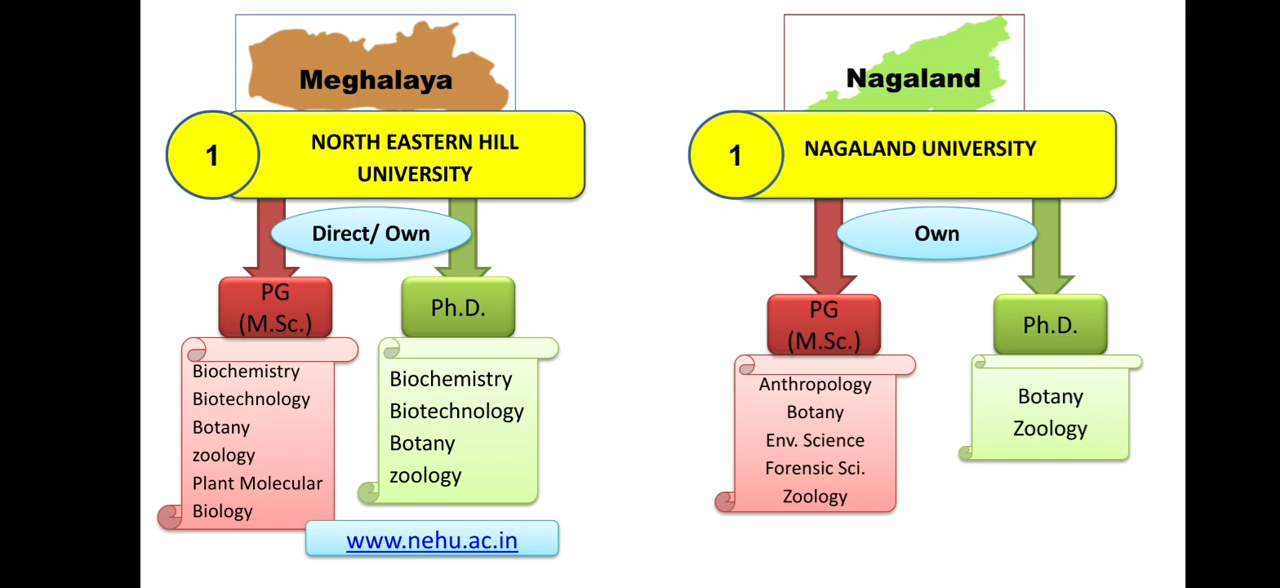 Meghalaya
1
NORTH EASTERN HILL
UNIVERSITY
Direct/ Own
PG
(M.Sc.)
Ph.D.
Biochemistry
Biotechnology
Botany
zoology
Plant Molecular
Biology
Biochemistry
Biotechnology
Botany
zoology
www.nehu.ac.in
Nagaland
1
NAGALAND UNIVERSITY
Own
PG
(M.Sc.)
Ph.D.
Anthropology
Botany
Env. Science
Forensic Sci.
Zoology
Botany
Zoology